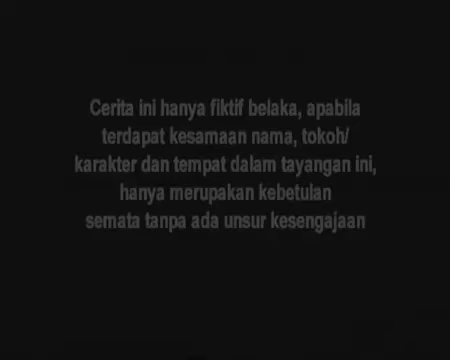 Cerita ini hanya fiktif belaka, apabila
terdapat kesamaan nama, tokoh/
karakter dan tempat dalam tayangan ini,
hanya merupakan kebetulan
semata tanpa ada unsur kesengajaan